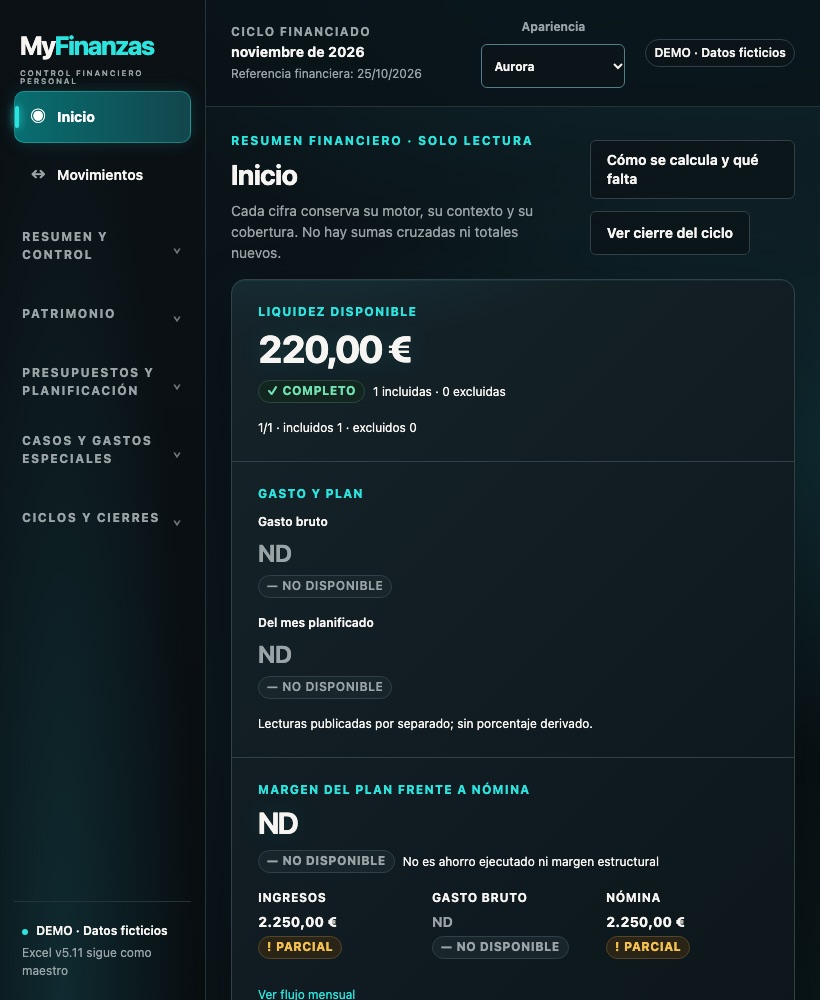 MyFinanzas
CONTROL FINANCIERO
PERSONAL
Inicio
Movimientos
RESUMEN Y
CONTROL
PATRIMONIO
PRESUPUESTOS Y
PLANIFICACIÓN
CASOS Y GASTOS
ESPECIALES
CICLOS Y CIERRES
DEMO · Datos ficticios
Excel v5.11 sigue como
maestro
CICLO FINANCIADO
noviembre de 2026
Referencia financiera: 25/10/2026
Apariencia
Aurora
DEMO · Datos ficticios
RESUMEN FINANCIERO · SOLO LECTURA
Inicio
Cada cifra conserva su motor, su contexto y su
cobertura. No hay sumas cruzadas ni totales
nuevos.
Cómo se calcula y qué
falta
Ver cierre del ciclo
LIQUIDEZ DISPONIBLE
220,00 €
✓ COMPLETO 1 incluidas · 0 excluidas
1/1 · incluidos 1 · excluidos 0
GASTO Y PLAN
Gasto bruto
ND
— NO DISPONIBLE
Del mes planificado
ND
— NO DISPONIBLE
Lecturas publicadas por separado; sin porcentaje derivado.
MARGEN DEL PLAN FRENTE A NÓMINA
ND
— NO DISPONIBLE No es ahorro ejecutado ni margen estructural
INGRESOS GASTO BRUTO NÓMINA
2.250,00 € ND 2.250,00 €
! PARCIAL — NO DISPONIBLE ! PARCIAL
Ver flujo mensual